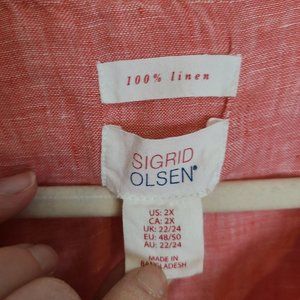 100% linen
SIGRID
OLSEN®
US: 2X
CA: 2X
UK: 22/24
EU: 48/50
AU: 22/24
MADE IN
BANGLADESH